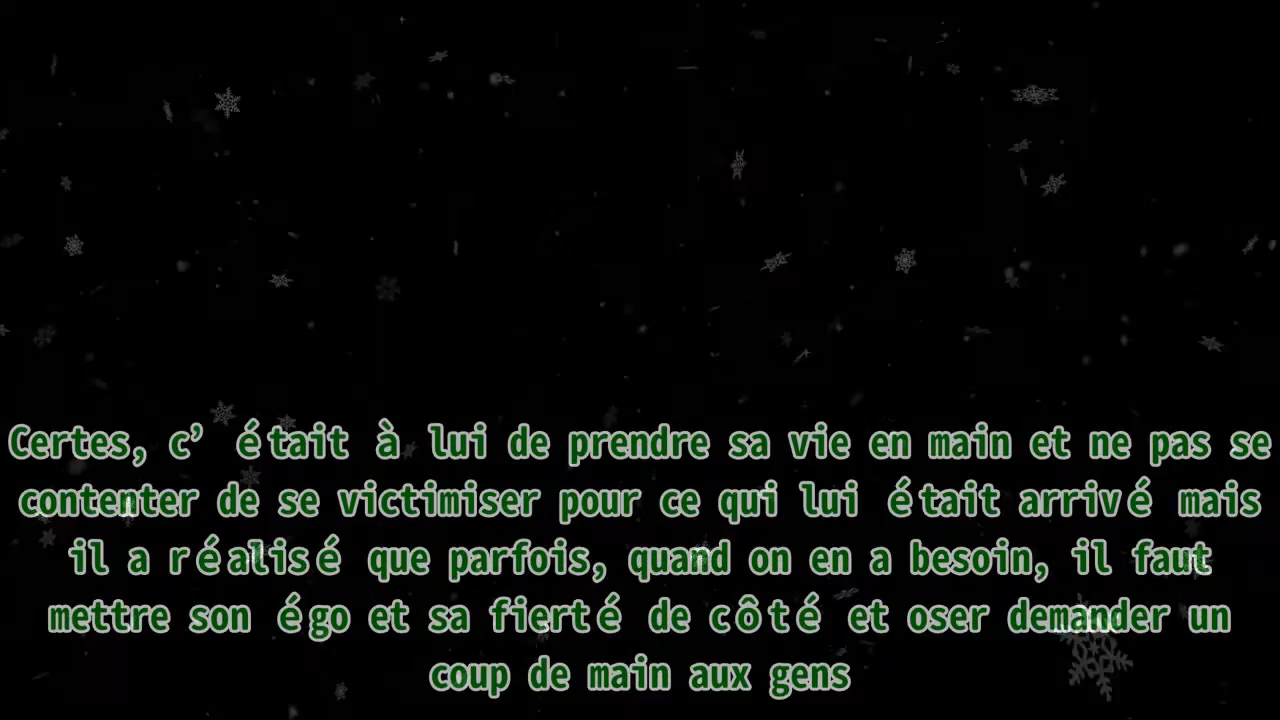 Certes, c’ était à lui de prendre sa vie en main et ne pas se
contenter de se victimiser pour ce qui lui était arrivé mais
il a réalisé que parfois, quand on en a besoin, il faut
mettre son égo et sa fierté de côté et oser demander un
coup de main aux gens